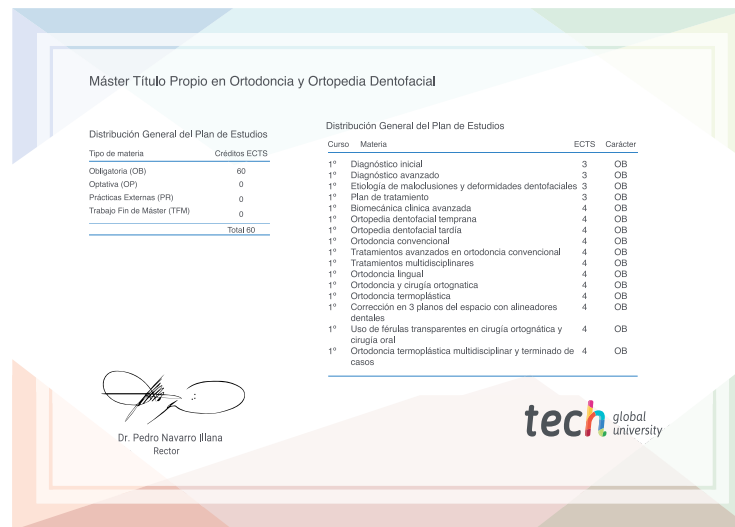 Máster Título Propio en Ortodoncia y Ortopedia Dentofacial
Distribución General del Plan de Estudios
Tipo de materia Créditos ECTS
Obligatoria (OB) 60
Optativa (OP) 0
Prácticas Externas (PR) 0
Trabajo Fin de Máster (TFM) 0
Total 60
Distribución General del Plan de Estudios
Curso Materia ECTS Carácter
1º Diagnóstico inicial 3 OB
1º Diagnóstico avanzado 3 OB
1º Etiología de maloclusiones y deformidades dentofaciales 3 OB
1º Plan de tratamiento 3 OB
1º Biomecánica clínica avanzada 4 OB
1º Ortopedia dentofacial temprana 4 OB
1º Ortopedia dentofacial tardía 4 OB
1º Ortodoncia convencional 4 OB
1º Tratamientos avanzados en ortodoncia convencional 4 OB
1º Tratamientos multidisciplinares 4 OB
1º Ortodoncia lingual 4 OB
1º Ortodoncia y cirugía ortognatica 4 OB
1º Ortodoncia termoplástica 4 OB
1º Corrección en 3 planos del espacio con alineadores 4 OB
dentales
1º Uso de férulas transparentes en cirugía ortognática y 4 OB
cirugía oral
1º Ortodoncia termoplástica multidisciplinar y terminado de 4 OB
casos
Dr. Pedro Navarro Illana
Rector
tech global
university